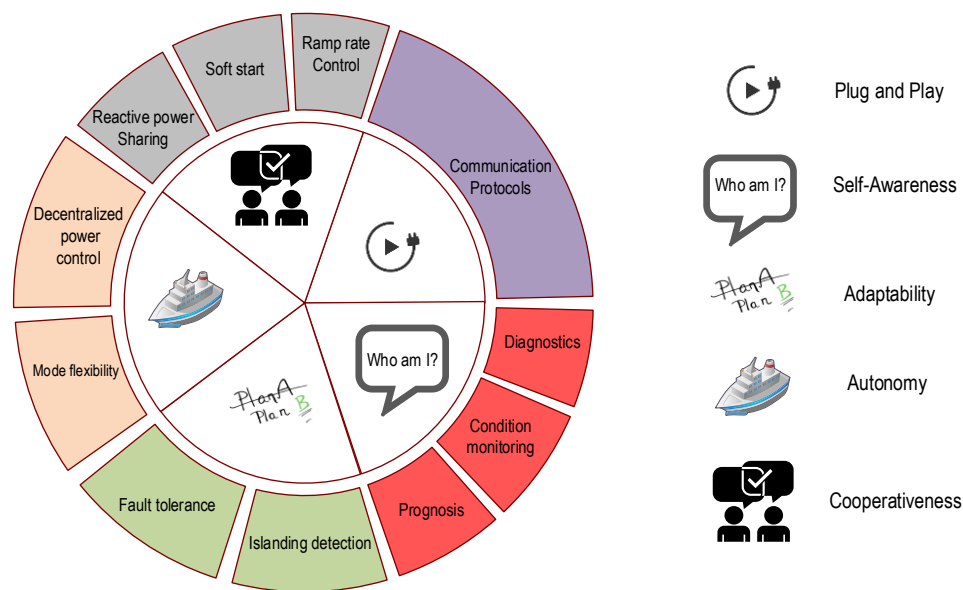 Ramp rate
Control
Soft start
Reactive power
Sharing
Communication
Protocols
Decentralized
power
control
Mode flexibility
Fault tolerance
Islanding detection
Prognosis
Condition
monitoring
Diagnostics
Who am I?
Plan A
Plan B
Plug and Play
Who am I?
Self-Awareness
Plan A
Plan B
Adaptability
Autonomy
Cooperativeness